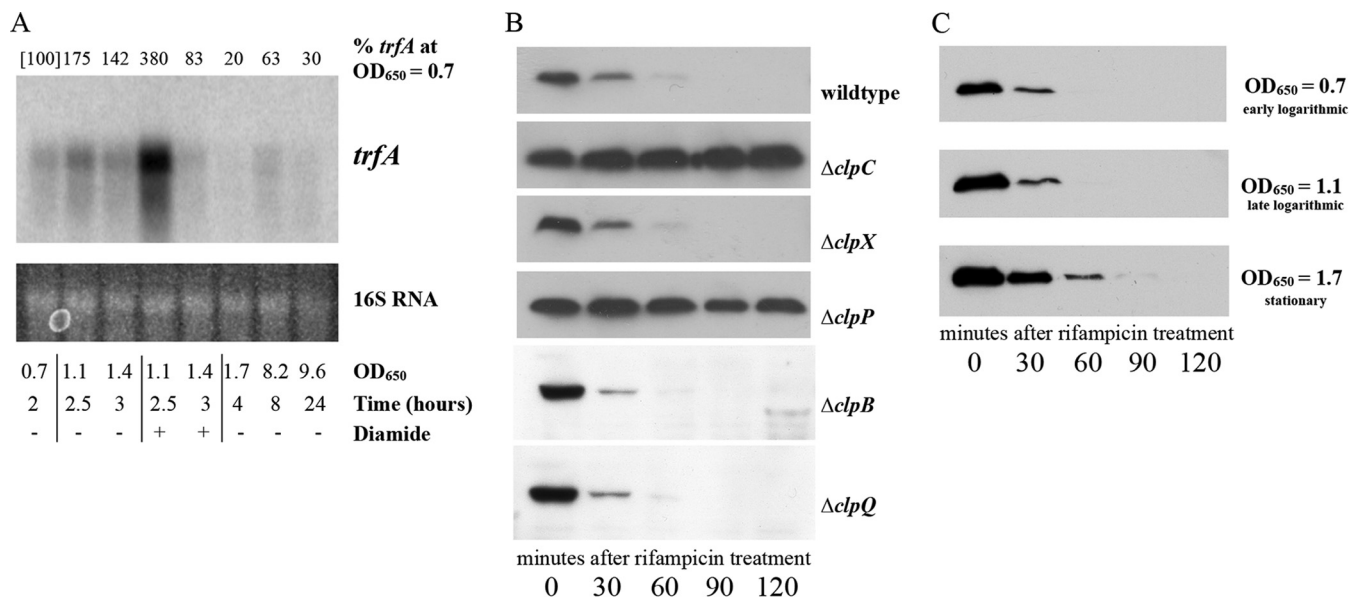 A
[100] 175 142 380 83 20 63 30
% trfA at
OD650 = 0.7
trfA
16S RNA
0.7 1.1 1.4 1.1 1.4 1.7 8.2 9.6 OD650
2 2.5 3 2.5 3 4 8 24 Time (hours)
- - - + + - - - Diamide
B
wildtype
ΔclpC
ΔclpX
ΔclpP
ΔclpB
ΔclpQ
minutes after rifampicin treatment
0 30 60 90 120
C
OD650 = 0.7
early logarithmic
OD650 = 1.1
late logarithmic
OD650 = 1.7
stationary
minutes after rifampicin treatment
0 30 60 90 120